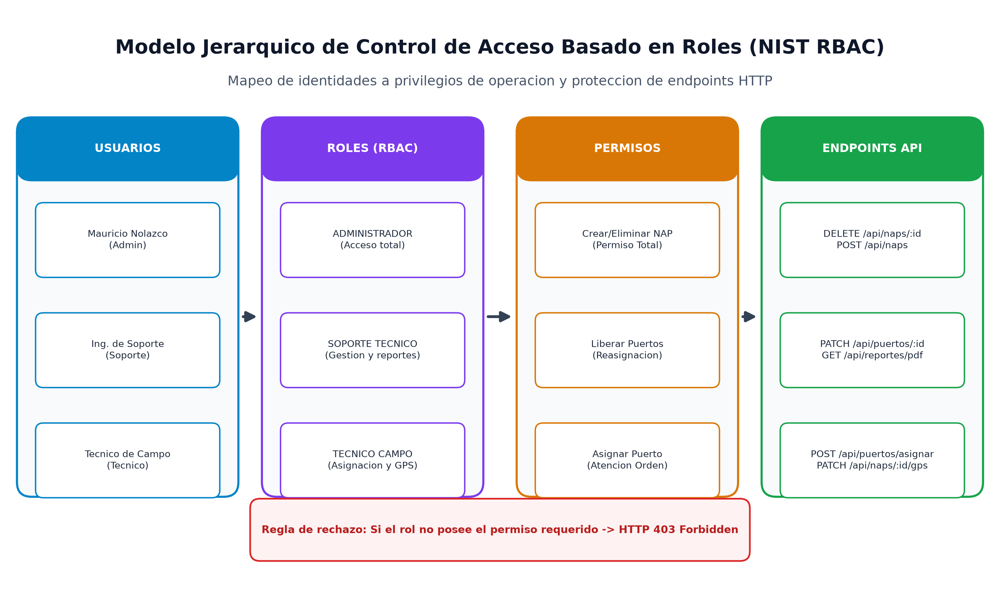 Modelo Jerarquico de Control de Acceso Basado en Roles (NIST RBAC)
Mapeo de identidades a privilegios de operacion y proteccion de endpoints HTTP
USUARIOS
Mauricio Nolazco
(Admin)
Ing. de Soporte
(Soporte)
Tecnico de Campo
(Tecnico)
ROLES (RBAC)
ADMINISTRADOR
(Acceso total)
SOPORTE TECNICO
(Gestion y reportes)
TECNICO CAMPO
(Asignacion y GPS)
PERMISOS
Crear/Eliminar NAP
(Permiso Total)
Liberar Puertos
(Reasignacion)
Asignar Puerto
(Atencion Orden)
ENDPOINTS API
DELETE /api/naps/:id
POST /api/naps
PATCH /api/puertos/:id
GET /api/reportes/pdf
POST /api/puertos/asignar
PATCH /api/naps/:id/gps
Regla de rechazo: Si el rol no posee el permiso requerido -> HTTP 403 Forbidden